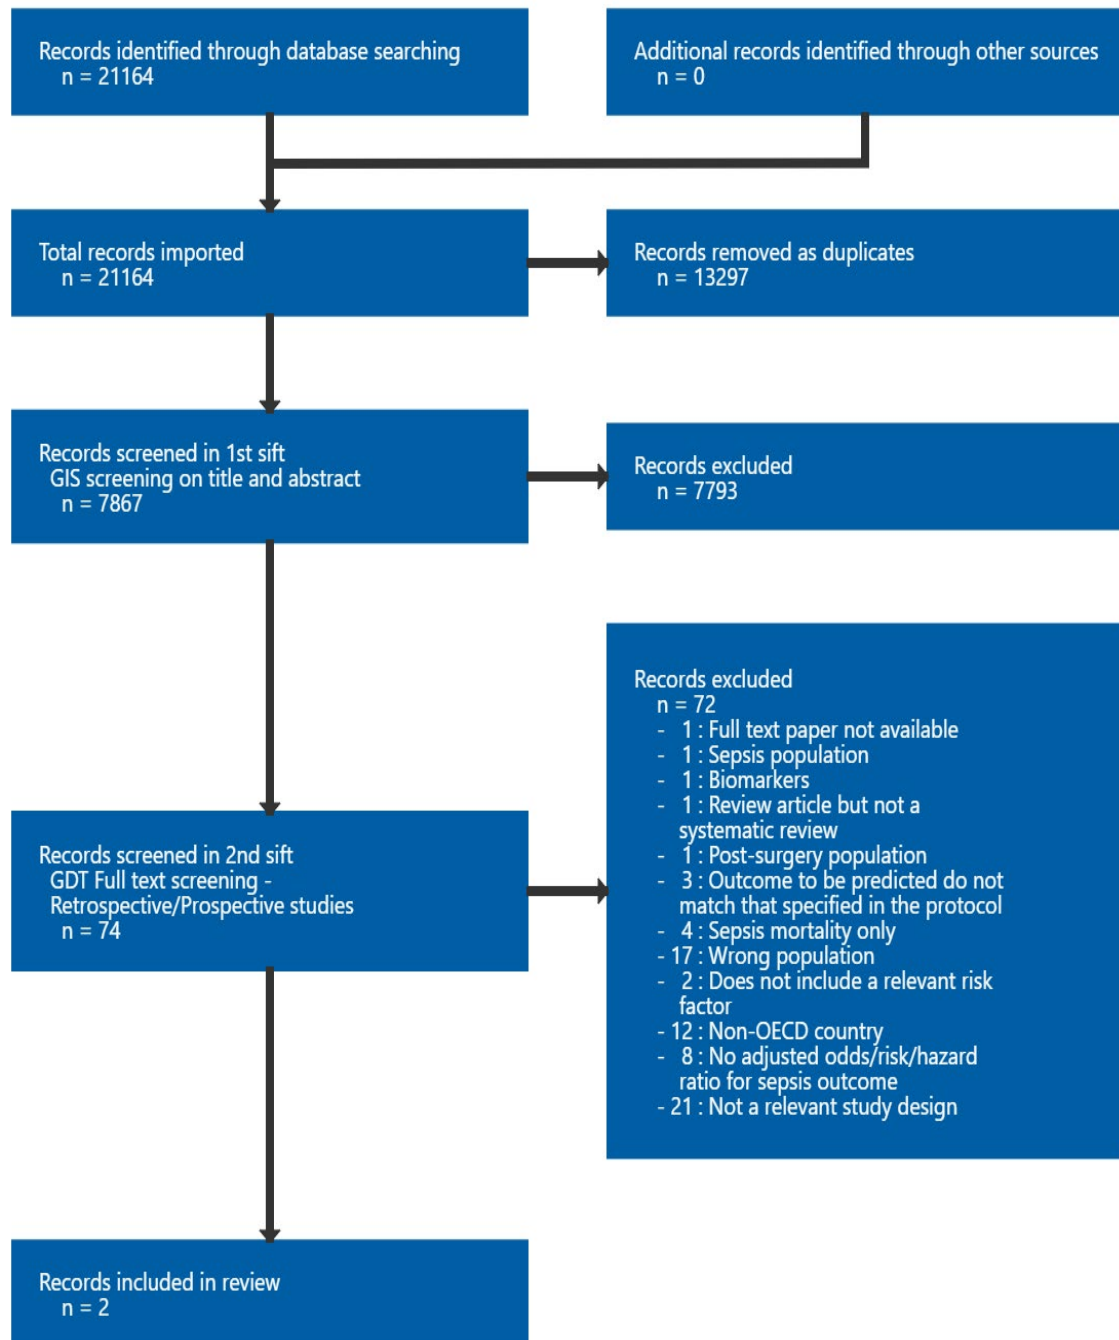 Records identified through database searching
n = 21164
Additional records identified through other sources
n = 0
Total records imported
n = 21164
Records removed as duplicates
n = 13297
Records screened in 1st sift
GIS screening on title and abstract
n = 7867
Records excluded
n = 7793
Records screened in 2nd sift
GDT Full text screening -
Retrospective/Prospective studies
n = 74
Records excluded
n = 72
- 1 : Full text paper not available
- 1 : Sepsis population
- 1 : Biomarkers
- 1 : Review article but not a
systematic review
- 1 : Post-surgery population
- 3 : Outcome to be predicted do not
match that specified in the protocol
- 4 : Sepsis mortality only
- 17 : Wrong population
- 2 : Does not include a relevant risk
factor
- 12 : Non-OECD country
- 8 : No adjusted odds/risk/hazard
ratio for sepsis outcome
- 21 : Not a relevant study design
Records included in review
n = 2